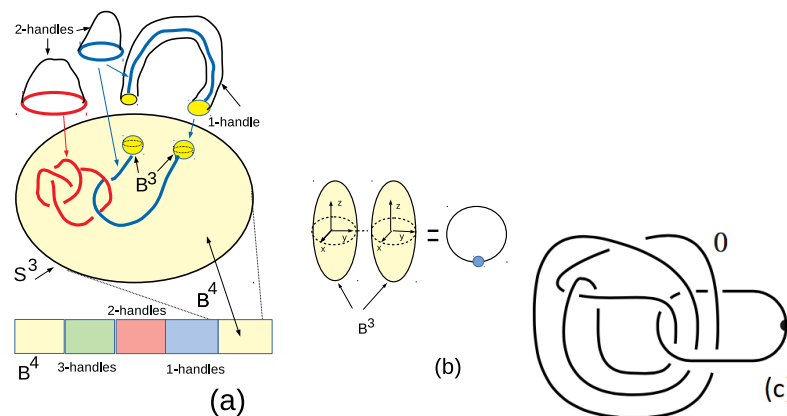 2-handles
1-handle
B3
S3
B4
2-handles
B4
3-handles
1-handles
(a)
z
x
y
z
x
y
=
B3
(b)
0
(c